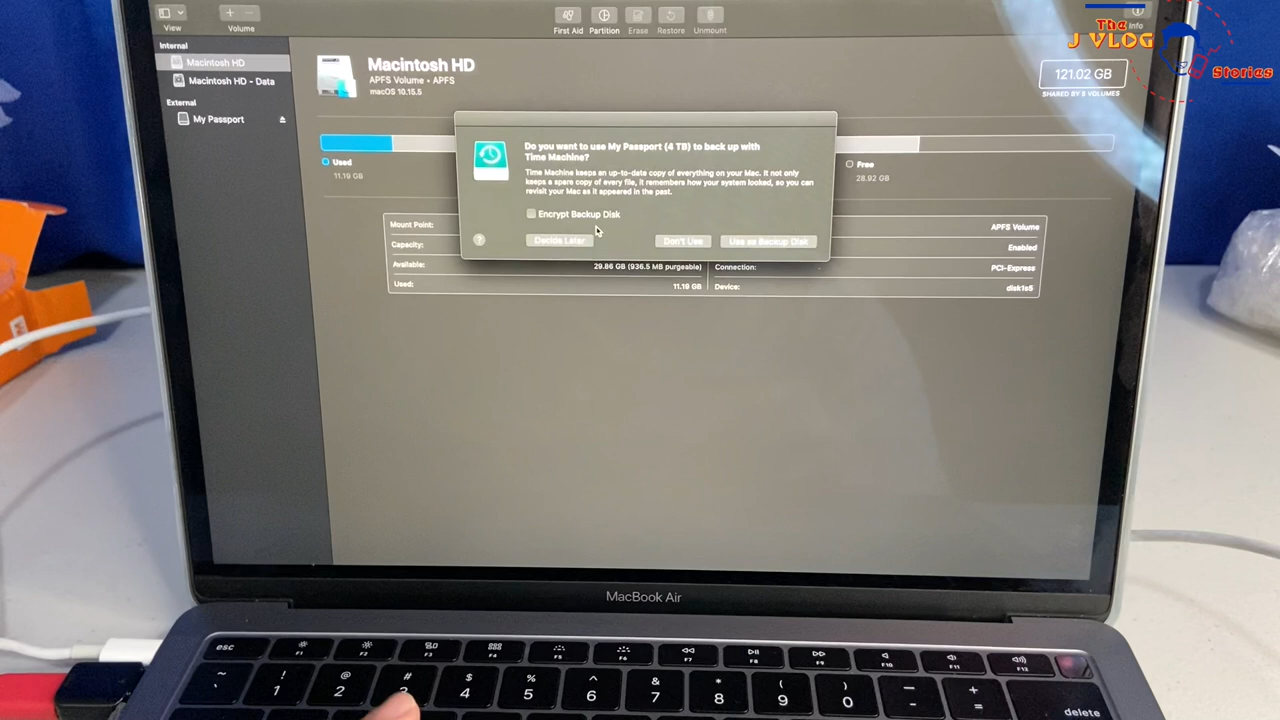 View
Volume
First Aid
Partition
Erase
Restore
Unmount
Info
The
J VLOG
Stories
Internal
Macintosh HD
Macintosh HD - Data
External
My Passport
Macintosh HD
APFS Volume • APFS
macOS 10.15.5
121.02 GB
SHARED BY 5 VOLUMES
Used
11.19 GB
Free
28.92 GB
Do you want to use My Passport (4 TB) to back up with
Time Machine?
Time Machine keeps an up-to-date copy of everything on your Mac. It not only
keeps a spare copy of every file, it remembers how your system looked, so you can
revisit your Mac as it appeared in the past.
Encrypt Backup Disk
?
Decide Later
Don't Use
Use as Backup Disk
Mount Point:
APFS Volume
Capacity:
Enabled
Available:
29.86 GB (936.5 MB purgeable)
Connection:
PCI-Express
Used:
11.19 GB
Device:
disk1s5
MacBook Air
esc
F1
F2
F3
F4
F5
F6
F7
F8
F9
F10
F11
F12
~ `
! 1
@ 2
#
$ 4
% 5
^ 6
& 7
* 8
( 9
) 0
— -
+ =
delete